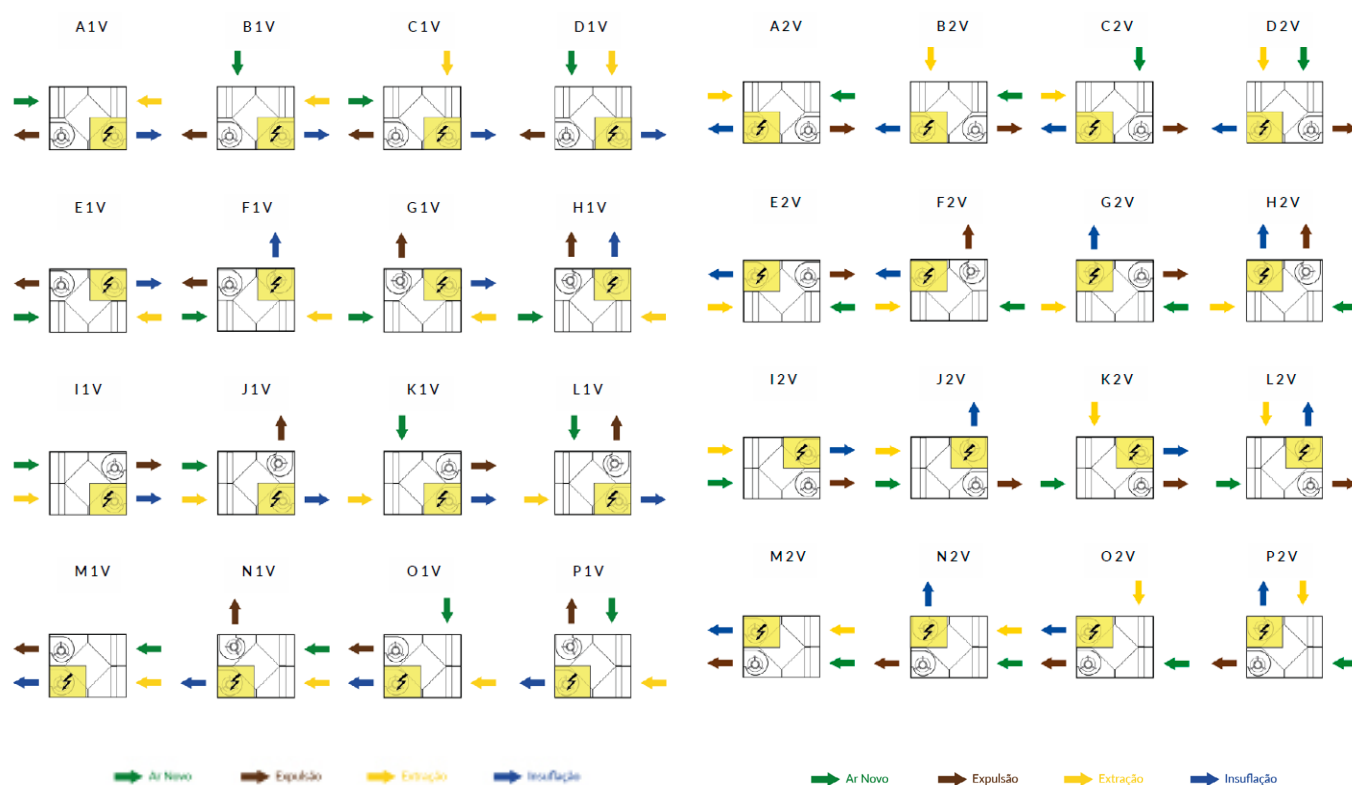 A1V B1V C1V D1V A2V B2V C2V D2V
E1V F1V G1V H1V E2V F2V G2V H2V
I1V J1V K1V L1V I2V J2V K2V L2V
M1V N1V O1V P1V M2V N2V O2V P2V
Ar Novo Expulsão Extração Insuflação Ar Novo Expulsão Extração Insuflação